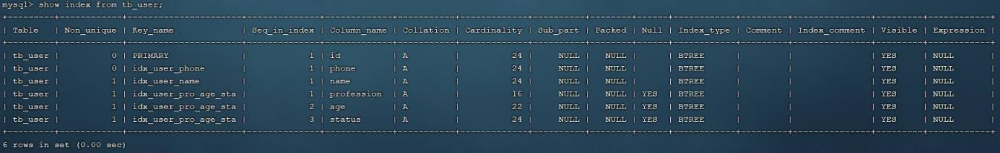 mysql> show index from tb_user;
+---------+------------+----------------------+--------------+-------------+-----------+-------------+----------+--------+------+------------+---------+---------------+---------+------------+
| Table | Non_unique | Key_name | Seq_in_index | Column_name | Collation | Cardinality | Sub_part | Packed | Null | Index_type | Comment | Index_comment | Visible | Expression |
+---------+------------+----------------------+--------------+-------------+-----------+-------------+----------+--------+------+------------+---------+---------------+---------+------------+
| tb_user | 0 | PRIMARY | 1 | id | A | 24 | NULL | NULL | | BTREE | | | YES | NULL |
| tb_user | 0 | idx_user_phone | 1 | phone | A | 24 | NULL | NULL | | BTREE | | | YES | NULL |
| tb_user | 1 | idx_user_name | 1 | name | A | 24 | NULL | NULL | | BTREE | | | YES | NULL |
| tb_user | 1 | idx_user_pro_age_sta | 1 | profession | A | 16 | NULL | NULL | YES | BTREE | | | YES | NULL |
| tb_user | 1 | idx_user_pro_age_sta | 2 | age | A | 22 | NULL | NULL | YES | BTREE | | | YES | NULL |
| tb_user | 1 | idx_user_pro_age_sta | 3 | status | A | 24 | NULL | NULL | YES | BTREE | | | YES | NULL |
+---------+------------+----------------------+--------------+-------------+-----------+-------------+----------+--------+------+------------+---------+---------------+---------+------------+
6 rows in set (0.00 sec)